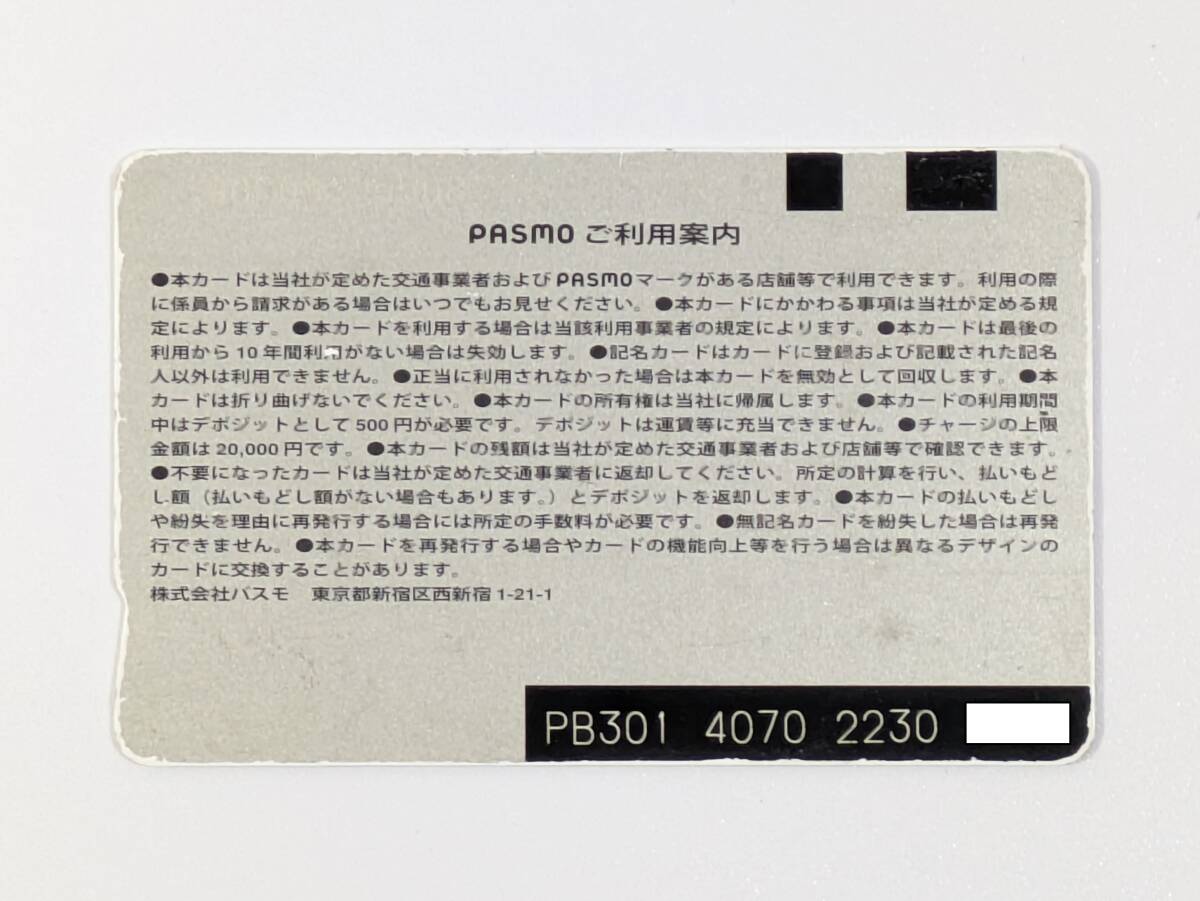 PASMO ご利用案内
●本カードは当社が定めた交通事業者およびPASMOマークがある店舗等で利用できます。利用の際
に係員から請求がある場合はいつでもお見せください。●本カードにかかわる事項は当社が定める規
定によります。●本カードを利用する場合は当該利用事業者の規定によります。●本カードは最後の
利用から10年間利用がない場合は失効します。●記名カードはカードに登録および記載された記名
人以外は利用できません。●正当に利用されなかった場合は本カードを無効として回収します。●本
カードは折り曲げないでください。●本カードの所有権は当社に帰属します。●本カードの利用期間
中はデポジットとして500円が必要です。デポジットは運賃等に充当できません。●チャージの上限
金額は20,000円です。●本カードの残額は当社が定めた交通事業者および店舗等で確認できます。
●不要になったカードは当社が定めた交通事業者に返却してください。所定の計算を行い、払いもど
し額（払いもどし額がない場合もあります。）とデポジットを返却します。●本カードの払いもどし
や紛失を理由に再発行する場合には所定の手数料が必要です。●無記名カードを紛失した場合は再発
行できません。●本カードを再発行する場合やカードの機能向上等を行う場合は異なるデザインの
カードに交換することがあります。
株式会社パスモ　東京都新宿区西新宿1-21-1
PB301 4070 2230